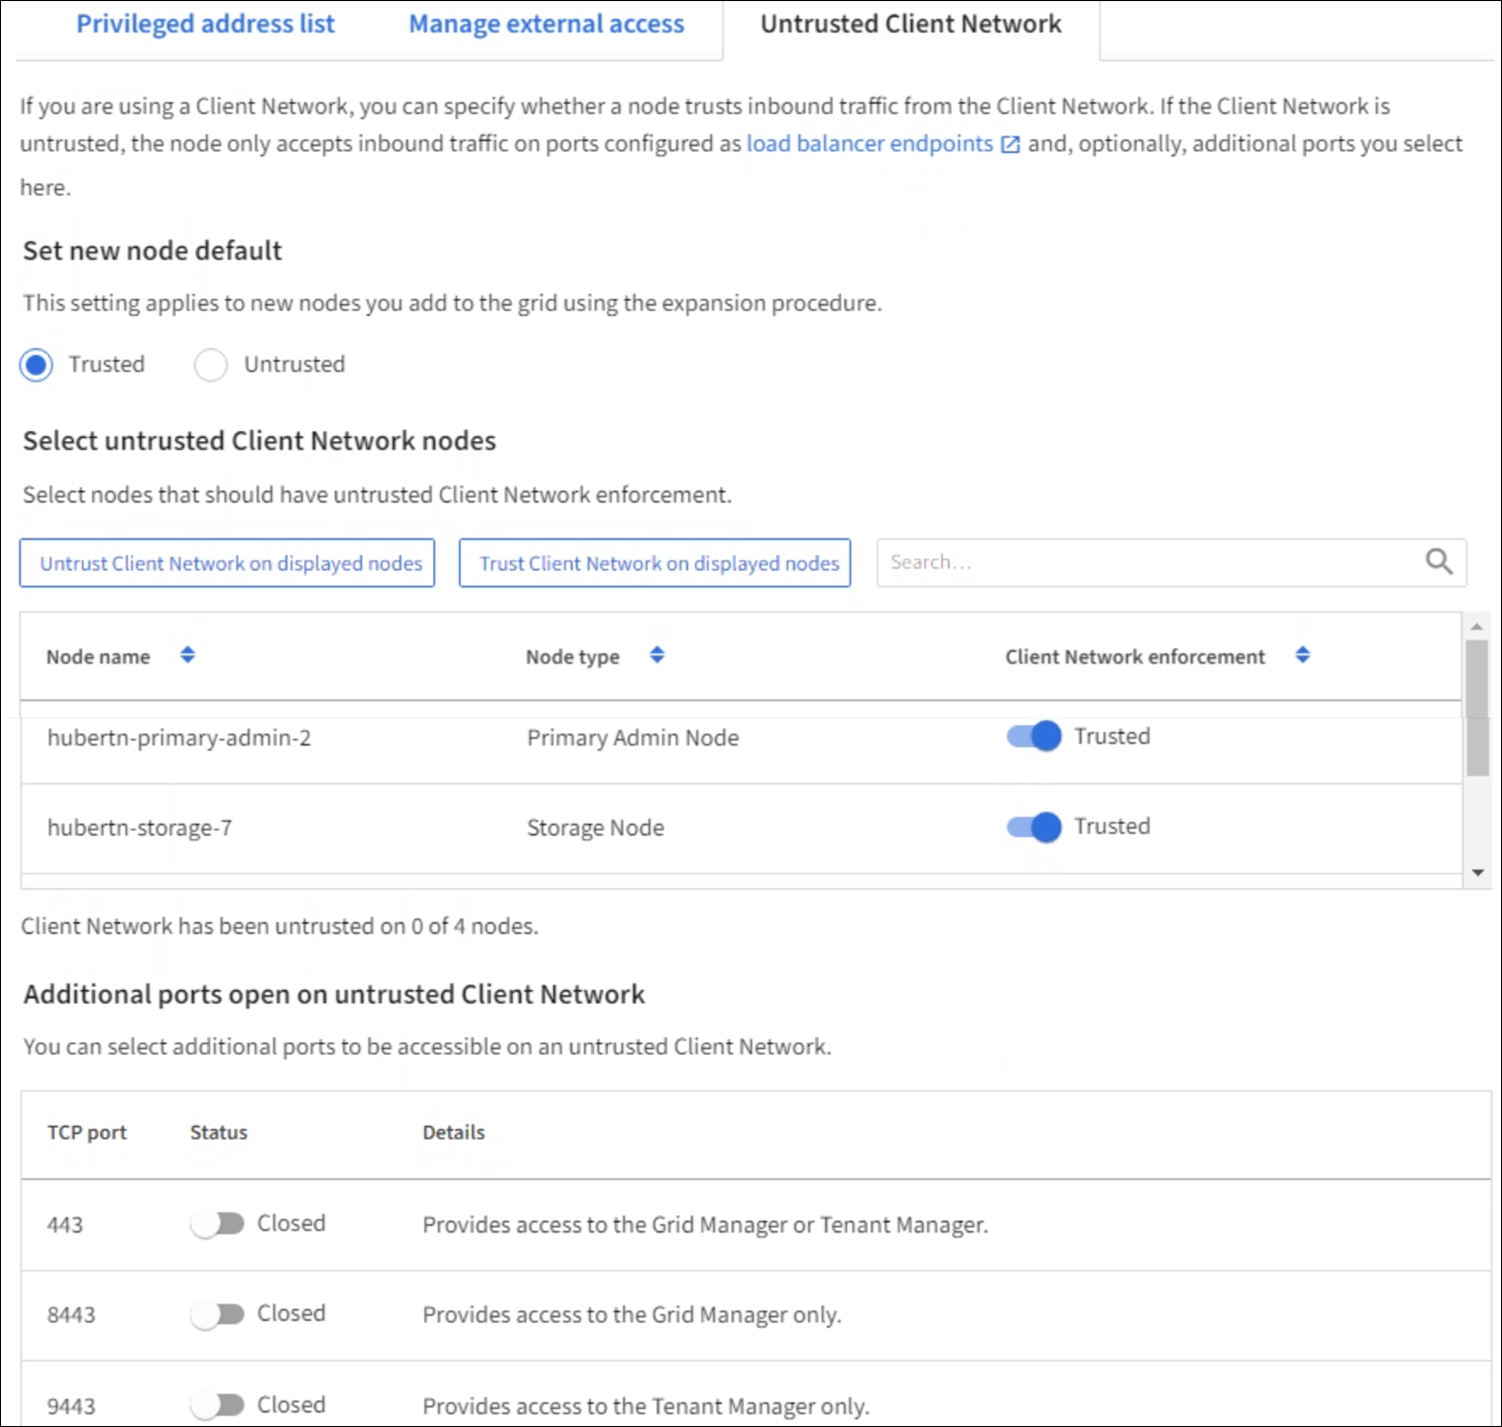 Privileged address list Manage external access Untrusted Client Network
If you are using a Client Network, you can specify whether a node trusts inbound traffic from the Client Network. If the Client Network is
untrusted, the node only accepts inbound traffic on ports configured as load balancer endpoints and, optionally, additional ports you select
here.
Set new node default
This setting applies to new nodes you add to the grid using the expansion procedure.
Trusted Untrusted
Select untrusted Client Network nodes
Select nodes that should have untrusted Client Network enforcement.
Untrust Client Network on displayed nodes Trust Client Network on displayed nodes Search...
Node name Node type Client Network enforcement
hubertn-primary-admin-2 Primary Admin Node Trusted
hubertn-storage-7 Storage Node Trusted
Client Network has been untrusted on 0 of 4 nodes.
Additional ports open on untrusted Client Network
You can select additional ports to be accessible on an untrusted Client Network.
TCP port Status Details
443 Closed Provides access to the Grid Manager or Tenant Manager.
8443 Closed Provides access to the Grid Manager only.
9443 Closed Provides access to the Tenant Manager only.